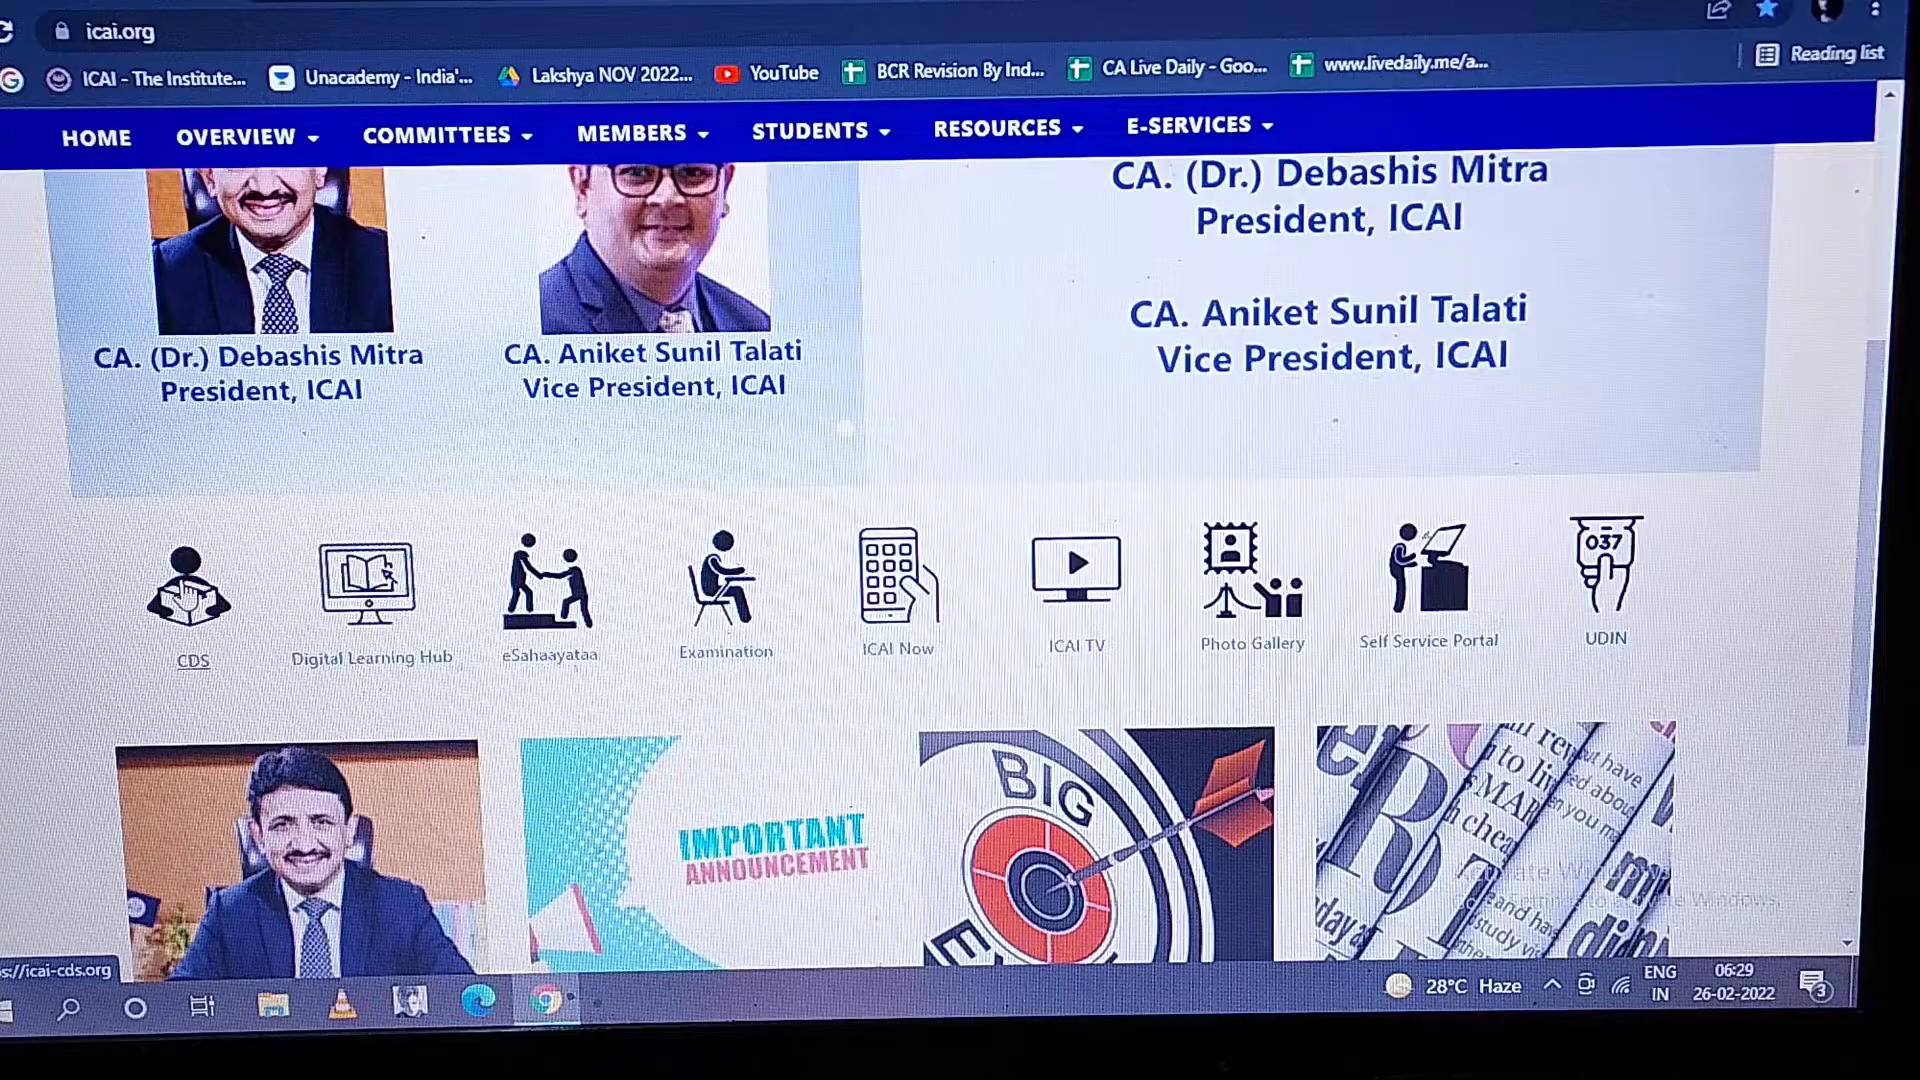 icai.org
ICAI - The Institute...
Unacademy - India'...
Lakshya NOV 2022...
YouTube
BCR Revision By Ind...
CA Live Daily - Goo...
www.livedaily.me/a...
Reading list
HOME
OVERVIEW
COMMITTEES
MEMBERS
STUDENTS
RESOURCES
E-SERVICES
CA. (Dr.) Debashis Mitra
President, ICAI
CA. Aniket Sunil Talati
Vice President, ICAI
CA. (Dr.) Debashis Mitra
President, ICAI
CA. Aniket Sunil Talati
Vice President, ICAI
037
CDS
Digital Learning Hub
eSahaayataa
Examination
ICAI Now
ICAI TV
Photo Gallery
Self Service Portal
UDIN
IMPORTANT
ANNOUNCEMENT
BIG
s://icai-cds.org
28°C Haze
ENG
IN
06:29
26-02-2022
3